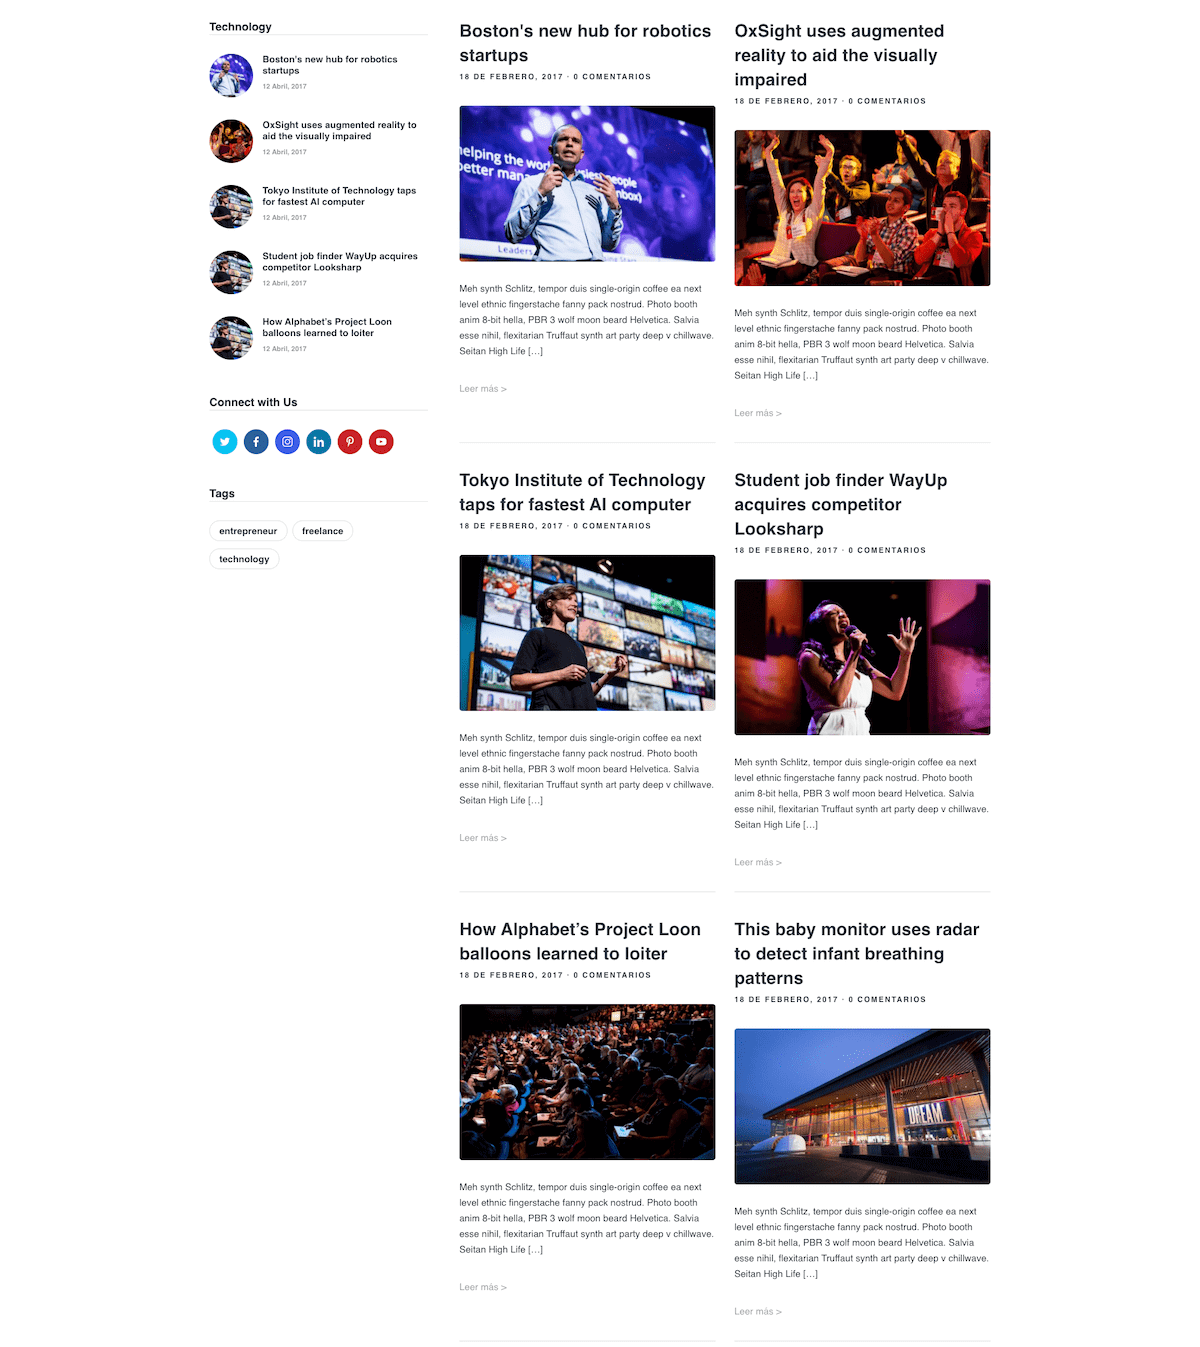 Technology
Boston's new hub for robotics
startups
12 Abril, 2017
OxSight uses augmented reality to
aid the visually impaired
12 Abril, 2017
Tokyo Institute of Technology taps
for fastest AI computer
12 Abril, 2017
Student job finder WayUp acquires
competitor Looksharp
12 Abril, 2017
How Alphabet's Project Loon
balloons learned to loiter
12 Abril, 2017
Connect with Us
Tags
entrepreneur
freelance
technology
Boston's new hub for robotics
startups
18 DE FEBRERO, 2017 · 0 COMENTARIOS
elping the
etter
people
Leaders
Meh synth Schlitz, tempor duis single-origin coffee ea next
level ethnic fingerstache fanny pack nostrud. Photo booth
anim 8-bit hella, PBR 3 wolf moon beard Helvetica. Salvia
esse nihil, flexitarian Truffaut synth art party deep v chillwave.
Seitan High Life […]
Leer más >
OxSight uses augmented
reality to aid the visually
impaired
18 DE FEBRERO, 2017 · 0 COMENTARIOS
Meh synth Schlitz, tempor duis single-origin coffee ea next
level ethnic fingerstache fanny pack nostrud. Photo booth
anim 8-bit hella, PBR 3 wolf moon beard Helvetica. Salvia
esse nihil, flexitarian Truffaut synth art party deep v chillwave.
Seitan High Life […]
Leer más >
Tokyo Institute of Technology
taps for fastest AI computer
18 DE FEBRERO, 2017 · 0 COMENTARIOS
Meh synth Schlitz, tempor duis single-origin coffee ea next
level ethnic fingerstache fanny pack nostrud. Photo booth
anim 8-bit hella, PBR 3 wolf moon beard Helvetica. Salvia
esse nihil, flexitarian Truffaut synth art party deep v chillwave.
Seitan High Life […]
Leer más >
Student job finder WayUp
acquires competitor
Looksharp
18 DE FEBRERO, 2017 · 0 COMENTARIOS
Meh synth Schlitz, tempor duis single-origin coffee ea next
level ethnic fingerstache fanny pack nostrud. Photo booth
anim 8-bit hella, PBR 3 wolf moon beard Helvetica. Salvia
esse nihil, flexitarian Truffaut synth art party deep v chillwave.
Seitan High Life […]
Leer más >
How Alphabet’s Project Loon
balloons learned to loiter
18 DE FEBRERO, 2017 · 0 COMENTARIOS
Meh synth Schlitz, tempor duis single-origin coffee ea next
level ethnic fingerstache fanny pack nostrud. Photo booth
anim 8-bit hella, PBR 3 wolf moon beard Helvetica. Salvia
esse nihil, flexitarian Truffaut synth art party deep v chillwave.
Seitan High Life […]
Leer más >
This baby monitor uses radar
to detect infant breathing
patterns
18 DE FEBRERO, 2017 · 0 COMENTARIOS
DREAM
Meh synth Schlitz, tempor duis single-origin coffee ea next
level ethnic fingerstache fanny pack nostrud. Photo booth
anim 8-bit hella, PBR 3 wolf moon beard Helvetica. Salvia
esse nihil, flexitarian Truffaut synth art party deep v chillwave.
Seitan High Life […]
Leer más >